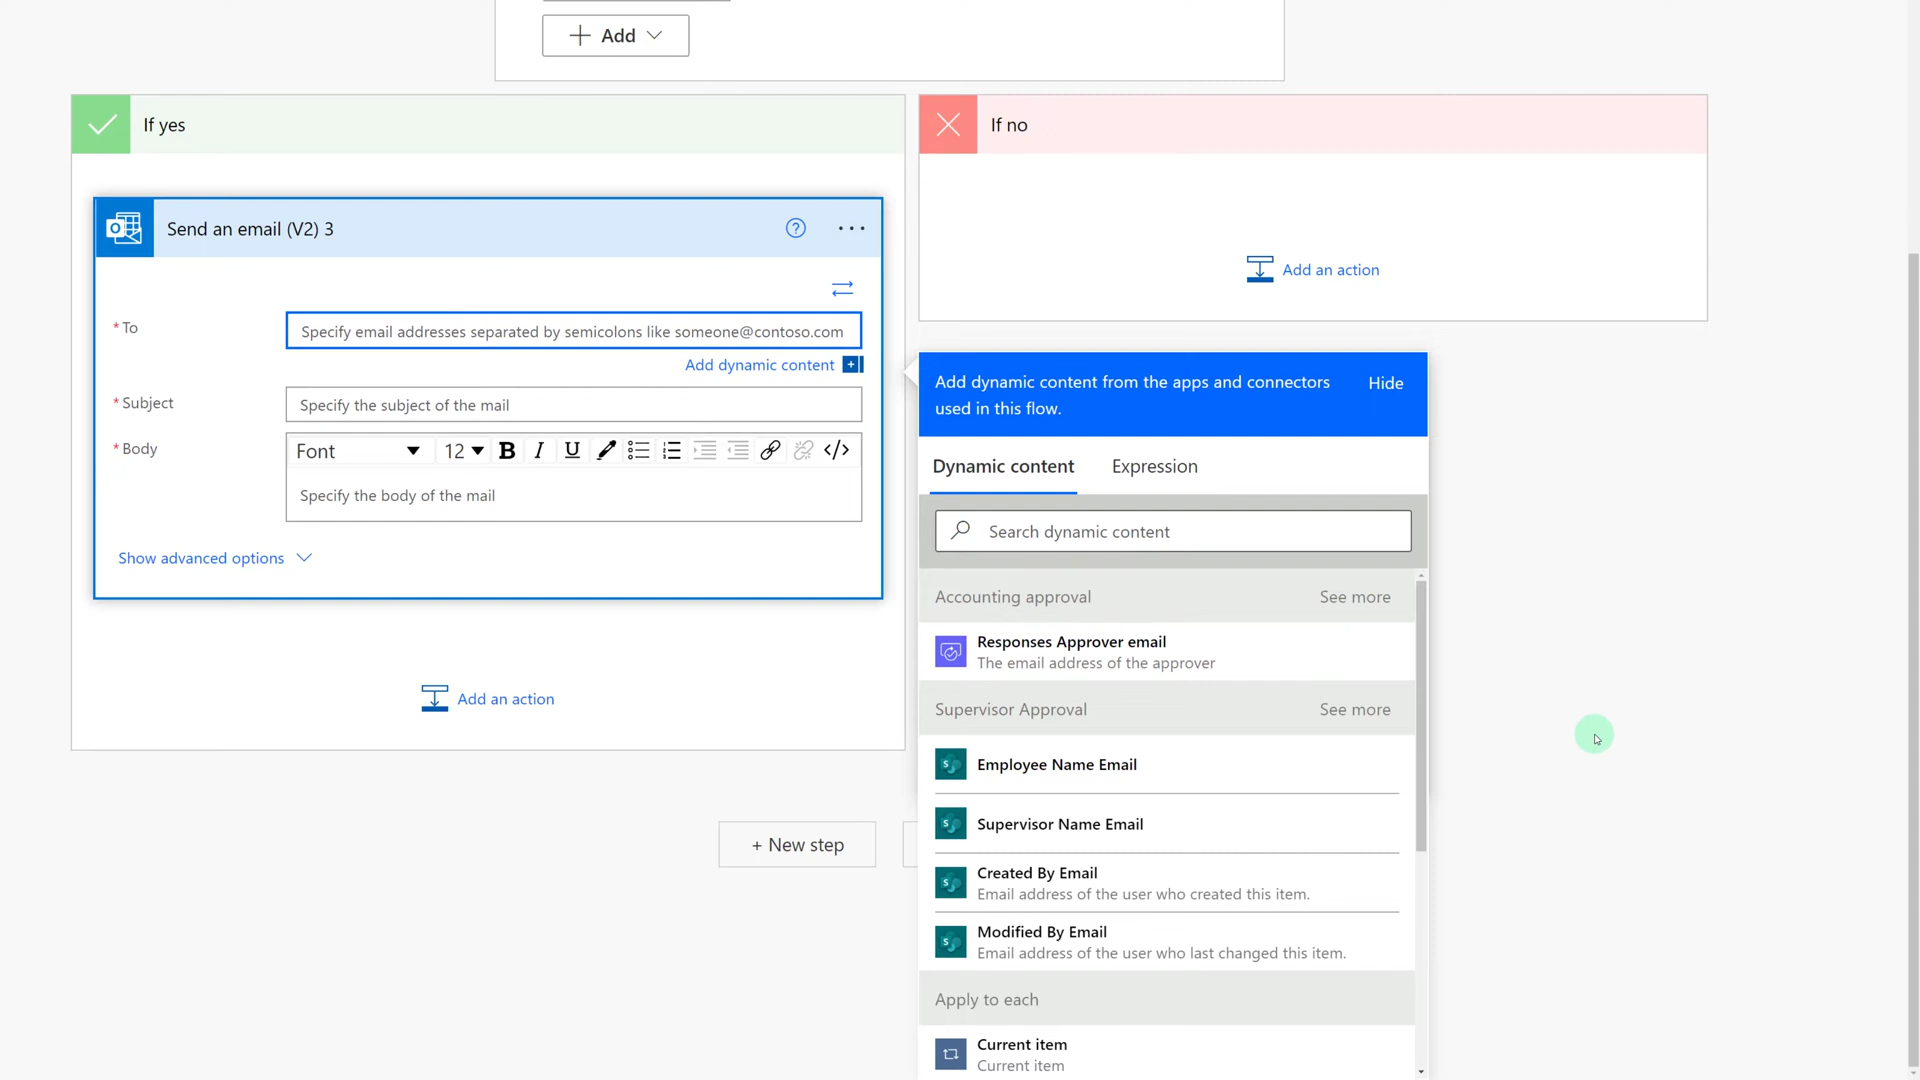 Add
If yes
If no
Send an email (V2) 3
Add an action
* To
Specify email addresses separated by semicolons like someone@contoso.com
Add dynamic content
* Subject
Specify the subject of the mail
* Body
Font
12
B
I
U
</>
Specify the body of the mail
Show advanced options
Add an action
+ New step
Add dynamic content from the apps and connectors
used in this flow.
Hide
Dynamic content
Expression
Search dynamic content
Accounting approval
See more
Responses Approver email
The email address of the approver
Supervisor Approval
See more
Employee Name Email
Supervisor Name Email
Created By Email
Email address of the user who created this item.
Modified By Email
Email address of the user who last changed this item.
Apply to each
Current item
Current item